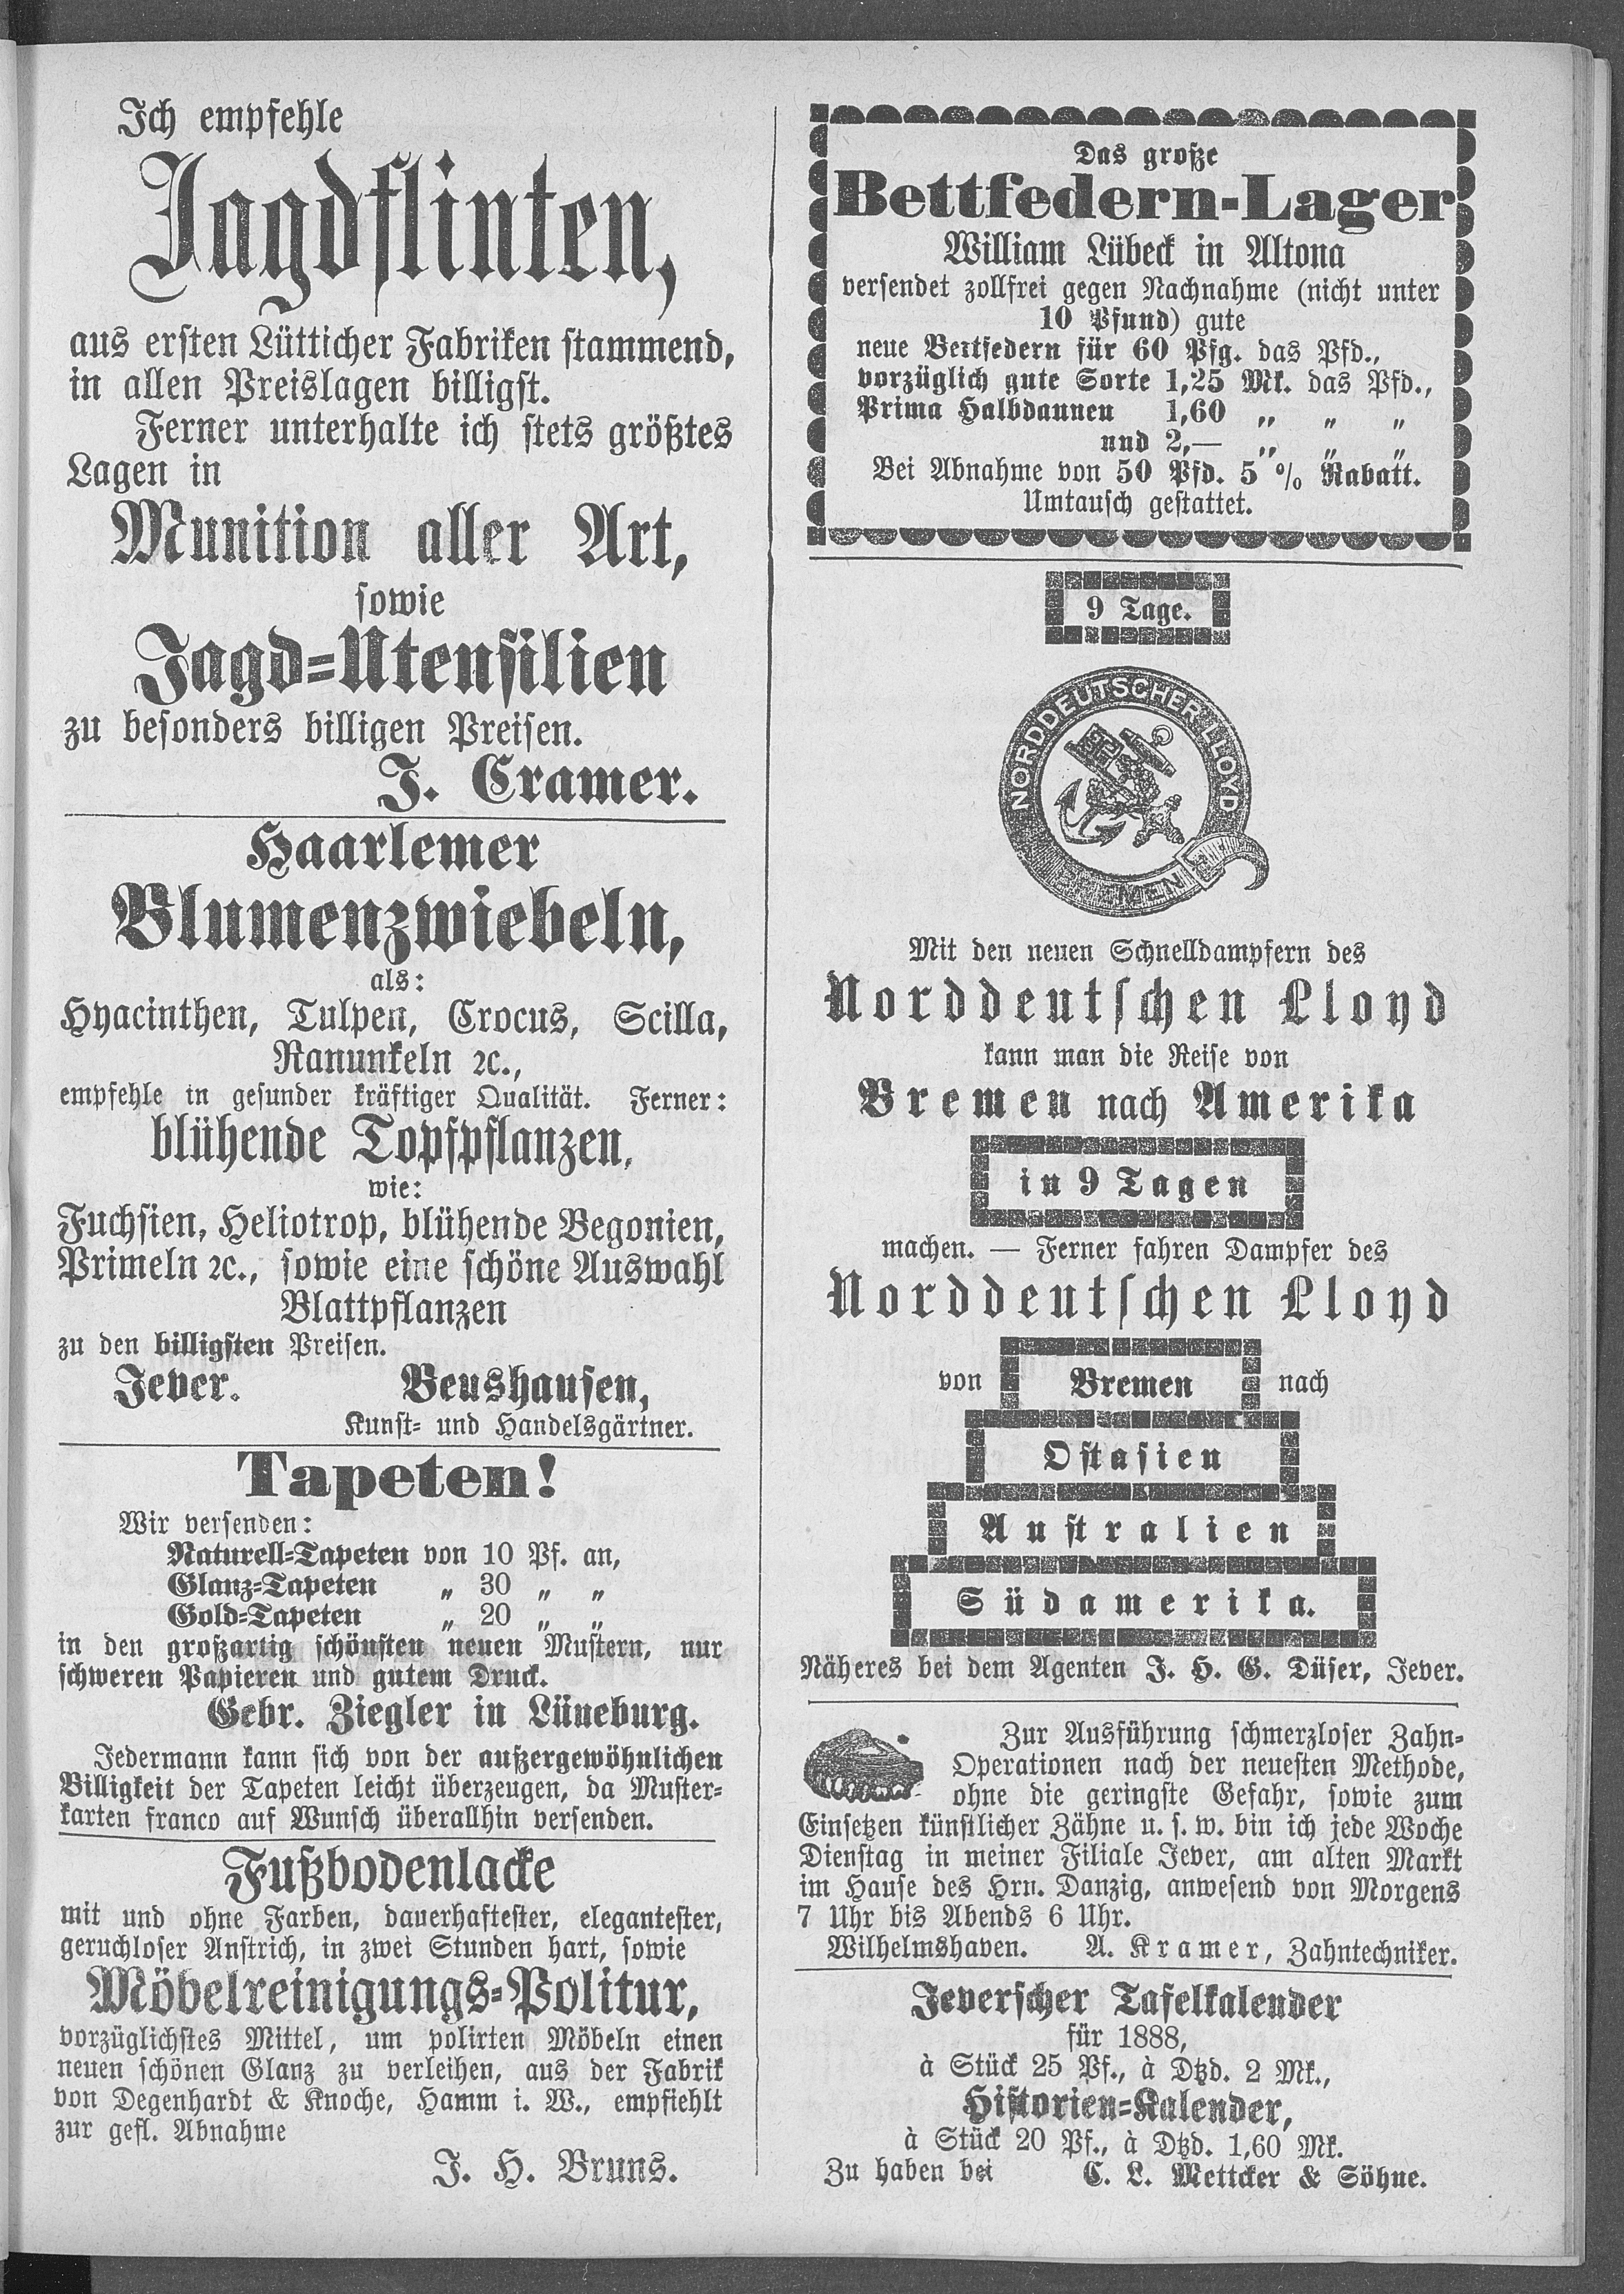 Ich empfehle
Jagdflinten,
aus ersten Lütticher Fabriken stammend,
in allen Preislagen billigst.
Ferner unterhalte ich stets größtes
Lagen in
Munition aller Art,
sowie
Jagd=Utensilien
zu besonders billigen Preisen.
J. Cramer.
Haarlemer
Blumenzwiebeln,
als:
Hyacinthen, Tulpen, Crocus, Scilla,
Ranunkeln ꝛc.,
empfehle in gesunder kräftiger Qualität. Ferner:
blühende Topfpflanzen,
wie:
Fuchsien, Heliotrop, blühende Begonien,
Primeln ꝛc., sowie eine schöne Auswahl
Blattpflanzen
zu den billigsten Preisen.
Jever. Beushausen,
Kunst= und Handelsgärtner.
Tapeten!
Wir versenden:
Naturell=Tapeten von 10 Pf. an,
Glanz=Tapeten „ 30 „ „
Gold=Tapeten „ 20 „ „
in den großartig schönsten neuen Mustern, nur
schweren Papieren und gutem Druck.
Gebr. Ziegler in Lüneburg.
Jedermann kann sich von der außergewöhnlichen
Billigkeit der Tapeten leicht überzeugen, da Muster=
karten franco auf Wunsch überallhin versenden.
Fußbodenlacke
mit und ohne Farben, dauerhaftester, elegantester,
geruchloser Anstrich, in zwei Stunden hart, sowie
Möbelreinigungs=Politur,
vorzüglichstes Mittel, um polirten Möbeln einen
neuen schönen Glanz zu verleihen, aus der Fabrik
von Degenhardt & Knoche, Hamm i. W., empfiehlt
zur gefl. Abnahme
J. H. Bruns.
Das große
Bettfedern-Lager
William Lübeck in Altona
versendet zollfrei gegen Nachnahme (nicht unter
10 Pfund) gute
neue Bettfedern für 60 Pfg. das Pfd.,
vorzüglich gute Sorte 1,25 Mk. das Pfd.,
Prima Halbdaunen 1,60 „ „ „
und 2,— „ „ „
Bei Abnahme von 50 Pfd. 5 % Rabatt.
Umtausch gestattet.
9 Tage.
NORDDEUTSCHER LLOYD
BREMEN
Mit den neuen Schnelldampfern des
Norddeutschen Lloyd
kann man die Reise von
Bremen nach Amerika
in 9 Tagen
machen. — Ferner fahren Dampfer des
Norddeutschen Lloyd
von Bremen nach
Ostasien
Australien
Südamerika.
Näheres bei dem Agenten J. H. G. Düser, Jever.
Zur Ausführung schmerzloser Zahn=
Operationen nach der neuesten Methode,
ohne die geringste Gefahr, sowie zum
Einsetzen künstlicher Zähne u. s. w. bin ich jede Woche
Dienstag in meiner Filiale Jever, am alten Markt
im Hause des Hrn. Danzig, anwesend von Morgens
7 Uhr bis Abends 6 Uhr.
Wilhelmshaven. A. Kramer, Zahntechniker.
Jeverscher Tafelkalender
für 1888,
à Stück 25 Pf., à Dtzd. 2 Mk.,
Historien=Kalender,
à Stück 20 Pf., à Dtzd. 1,60 Mk.
Zu haben bei C. L. Mettcker & Söhne.